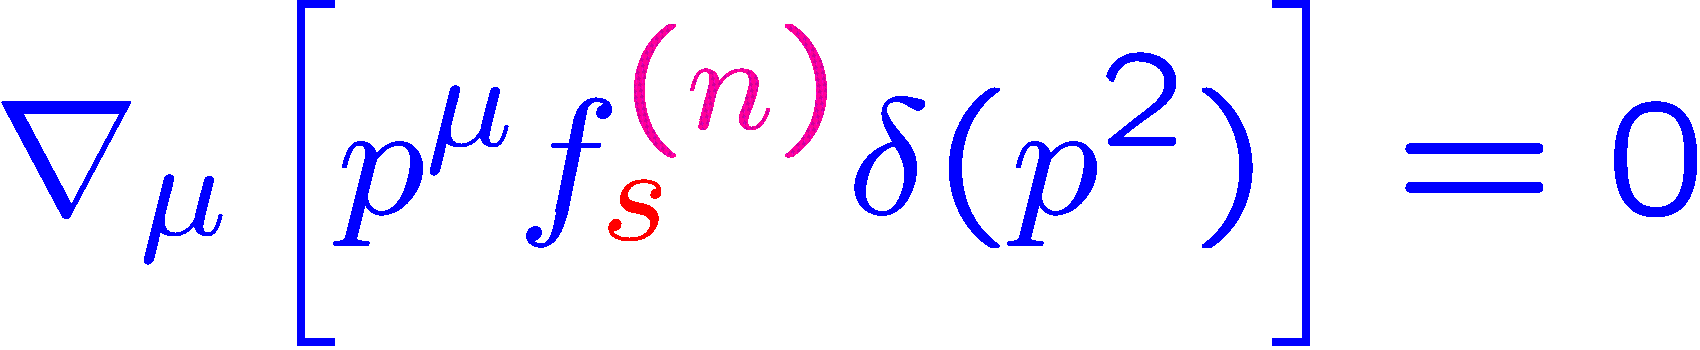 ∇_μ [p^μ f_s^(n) δ(p^2)] = 0